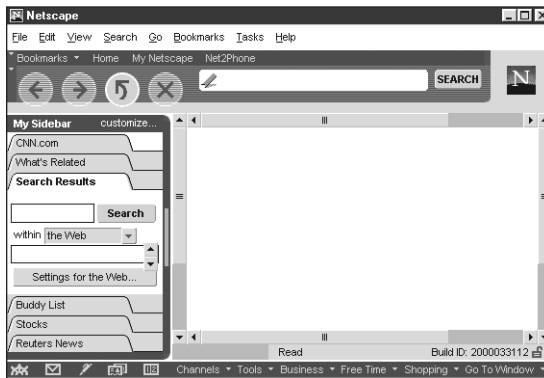 Netscape
File Edit View Search Go Bookmarks Tasks Help
Bookmarks Home My Netscape Net2Phone
SEARCH N
My Sidebar customize...
CNN.com
What's Related
Search Results
Search
within the Web
Settings for the Web...
Buddy List
Stocks
Reuters News
Read Build ID: 2000033112
Channels Tools Business Free Time Shopping Go To Window